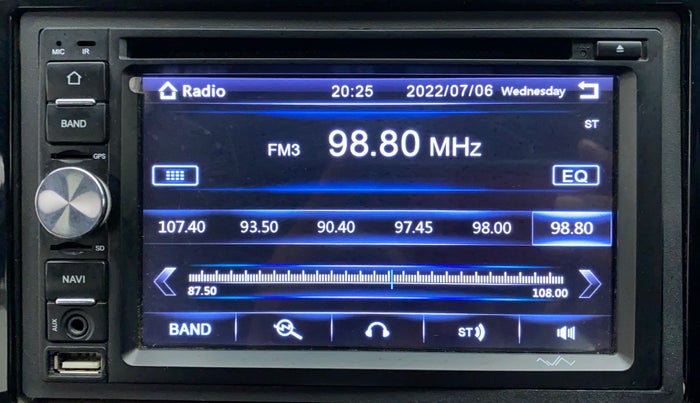 MIC IR
Radio 20:25 2022/07/06 Wednesday
BAND
ST
FM3 98.80 MHz
GPS
EQ
107.40 93.50 90.40 97.45 98.00 98.80
SD
NAVI
87.50 108.00
AUX
BAND ST